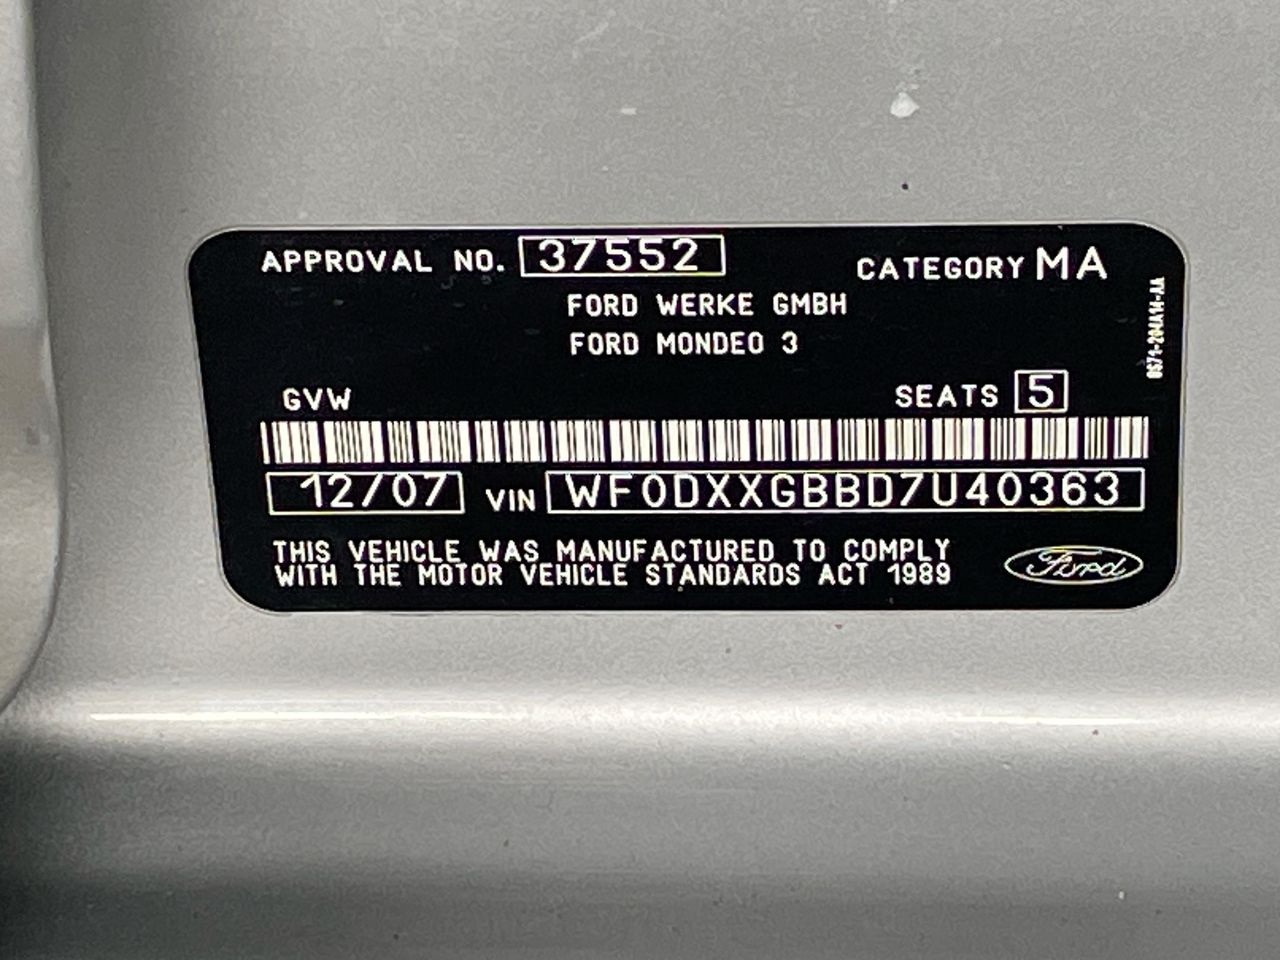 APPROVAL NO. 37552
CATEGORY MA
FORD WERKE GMBH
FORD MONDEO 3
GVW
SEATS 5
12/07 VIN WF0DXXGBBD7U40363
THIS VEHICLE WAS MANUFACTURED TO COMPLY
WITH THE MOTOR VEHICLE STANDARDS ACT 1989
Ford